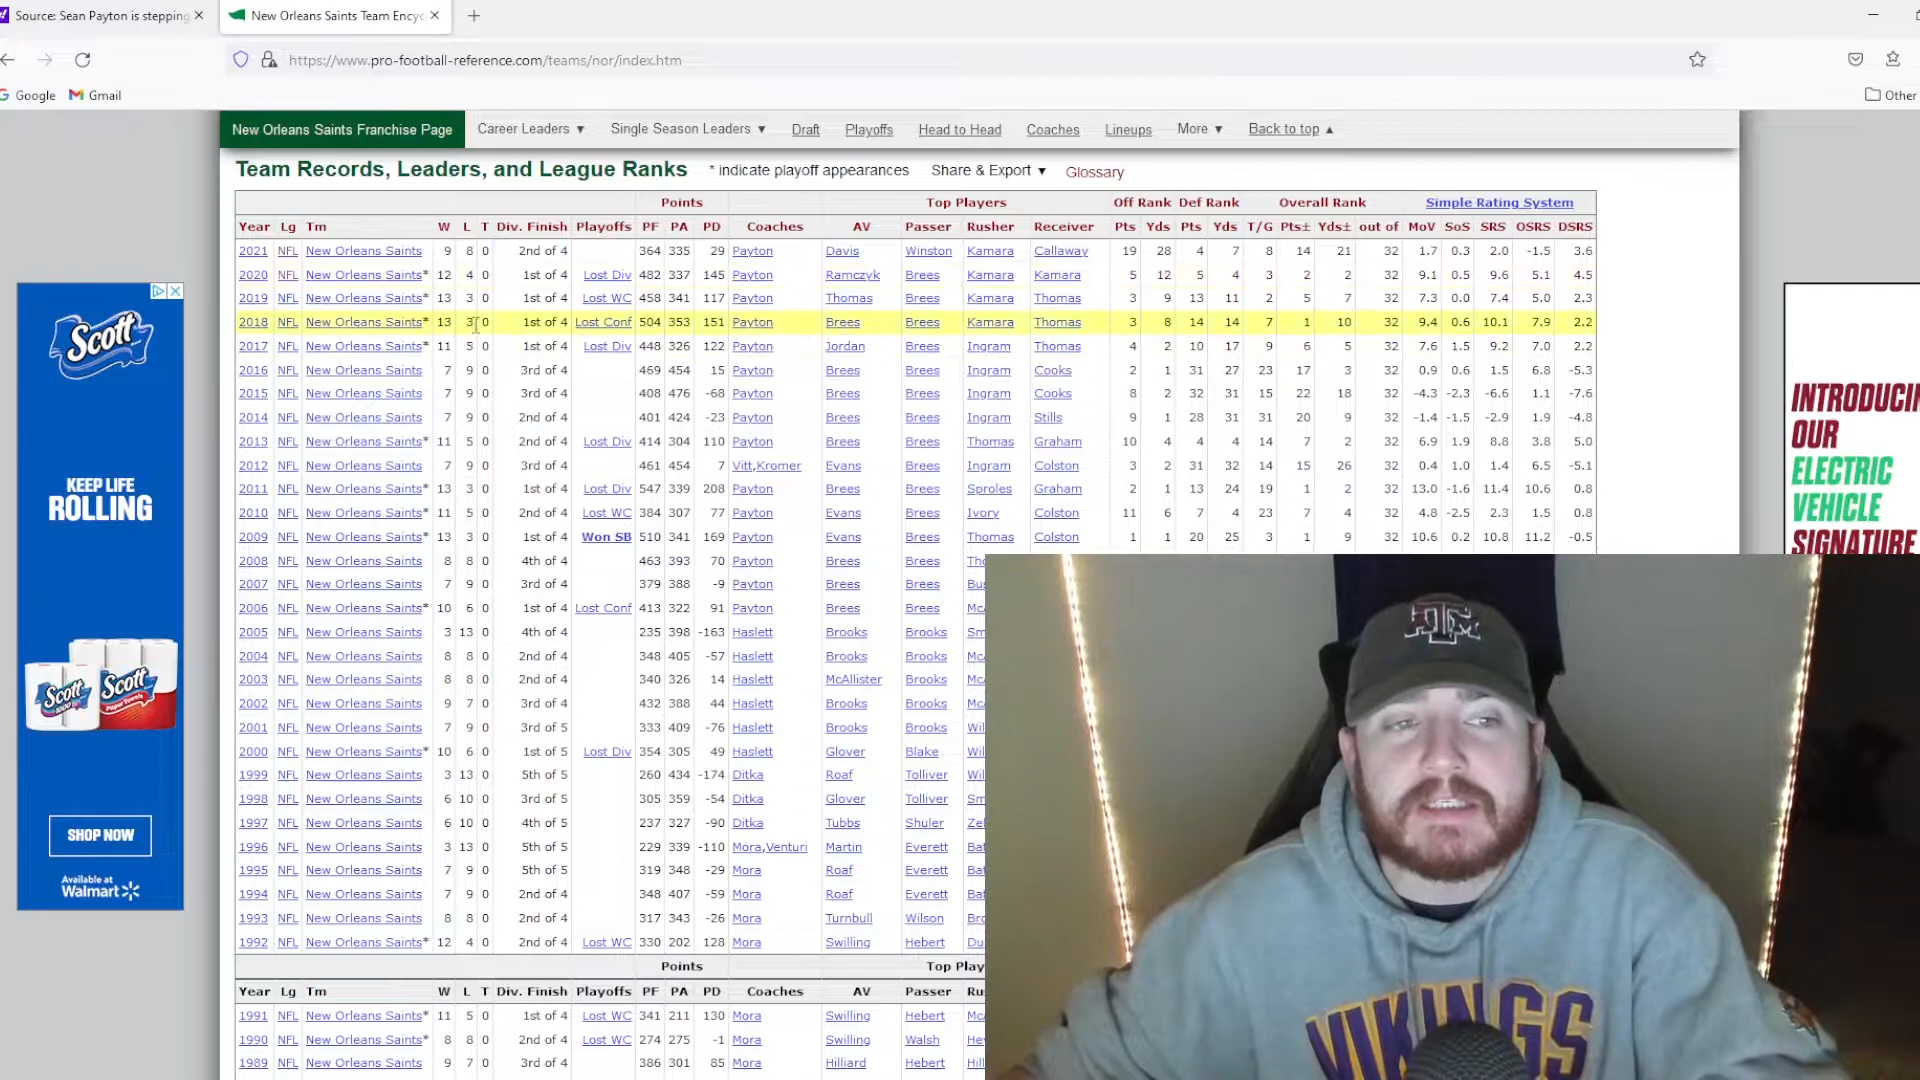 Source: Sean Payton is stepping
New Orleans Saints Team Ency
https://www.pro-football-reference.com/teams/nor/index.htm
Google Gmail Other
New Orleans Saints Franchise Page Career Leaders ▼ Single Season Leaders ▼ Draft Playoffs Head to Head Coaches Lineups More ▼ Back to top ▲
Team Records, Leaders, and League Ranks * indicate playoff appearances Share & Export ▼ Glossary
Points Top Players Off Rank Def Rank Overall Rank Simple Rating System
Year Lg Tm W L T Div. Finish Playoffs PF PA PD Coaches AV Passer Rusher Receiver Pts Yds Pts Yds T/G Pts± Yds± out of MoV SoS SRS OSRS DSRS
2021 NFL New Orleans Saints 9 8 0 2nd of 4 364 335 29 Payton Davis Winston Kamara Callaway 19 28 4 7 8 14 21 32 1.7 0.3 2.0 -1.5 3.6
2020 NFL New Orleans Saints* 12 4 0 1st of 4 Lost Div 482 337 145 Payton Ramczyk Brees Kamara Kamara 5 12 5 4 3 2 2 32 9.1 0.5 9.6 5.1 4.5
2019 NFL New Orleans Saints* 13 3 0 1st of 4 Lost WC 458 341 117 Payton Thomas Brees Kamara Thomas 3 9 13 11 2 5 7 32 7.3 0.0 7.4 5.0 2.3
2018 NFL New Orleans Saints* 13 3 0 1st of 4 Lost Conf 504 353 151 Payton Brees Brees Kamara Thomas 3 8 14 14 7 1 10 32 9.4 0.6 10.1 7.9 2.2
2017 NFL New Orleans Saints* 11 5 0 1st of 4 Lost Div 448 326 122 Payton Jordan Brees Ingram Thomas 4 2 10 17 9 6 5 32 7.6 1.5 9.2 7.0 2.2
2016 NFL New Orleans Saints 7 9 0 3rd of 4 469 454 15 Payton Brees Brees Ingram Cooks 2 1 31 27 23 17 3 32 0.9 0.6 1.5 6.8 -5.3
2015 NFL New Orleans Saints 7 9 0 3rd of 4 408 476 -68 Payton Brees Brees Ingram Cooks 8 2 32 31 15 22 18 32 -4.3 -2.3 -6.6 1.1 -7.6
2014 NFL New Orleans Saints 7 9 0 2nd of 4 401 424 -23 Payton Brees Brees Ingram Stills 9 1 28 31 31 20 9 32 -1.4 -1.5 -2.9 1.9 -4.8
2013 NFL New Orleans Saints* 11 5 0 2nd of 4 Lost Div 414 304 110 Payton Brees Brees Thomas Graham 10 4 4 4 14 7 2 32 6.9 1.9 8.8 3.8 5.0
2012 NFL New Orleans Saints 7 9 0 3rd of 4 461 454 7 Vitt,Kromer Evans Brees Ingram Colston 3 2 31 32 14 15 26 32 0.4 1.0 1.4 6.5 -5.1
2011 NFL New Orleans Saints* 13 3 0 1st of 4 Lost Div 547 339 208 Payton Brees Brees Sproles Graham 2 1 13 24 19 1 2 32 13.0 -1.6 11.4 10.6 0.8
2010 NFL New Orleans Saints* 11 5 0 2nd of 4 Lost WC 384 307 77 Payton Evans Brees Ivory Colston 11 6 7 4 23 7 4 32 4.8 -2.5 2.3 1.5 0.8
2009 NFL New Orleans Saints* 13 3 0 1st of 4 Won SB 510 341 169 Payton Evans Brees Thomas Colston 1 1 20 25 3 1 9 32 10.6 0.2 10.8 11.2 -0.5
2008 NFL New Orleans Saints 8 8 0 4th of 4 463 393 70 Payton Brees Brees Tho
2007 NFL New Orleans Saints 7 9 0 3rd of 4 379 388 -9 Payton Brees Brees Bus
2006 NFL New Orleans Saints* 10 6 0 1st of 4 Lost Conf 413 322 91 Payton Brees Brees McA
2005 NFL New Orleans Saints 3 13 0 4th of 4 235 398 -163 Haslett Brooks Brooks Sm
2004 NFL New Orleans Saints 8 8 0 2nd of 4 348 405 -57 Haslett Brooks Brooks McA
2003 NFL New Orleans Saints 8 8 0 2nd of 4 340 326 14 Haslett McAllister Brooks McA
2002 NFL New Orleans Saints 9 7 0 3rd of 4 432 388 44 Haslett Brooks Brooks McA
2001 NFL New Orleans Saints 7 9 0 3rd of 5 333 409 -76 Haslett Brooks Brooks Wil
2000 NFL New Orleans Saints* 10 6 0 1st of 5 Lost Div 354 305 49 Haslett Glover Blake Wil
1999 NFL New Orleans Saints 3 13 0 5th of 5 260 434 -174 Ditka Roaf Tolliver Wil
1998 NFL New Orleans Saints 6 10 0 3rd of 5 305 359 -54 Ditka Glover Tolliver Sm
1997 NFL New Orleans Saints 6 10 0 4th of 5 237 327 -90 Ditka Tubbs Shuler Zel
1996 NFL New Orleans Saints 3 13 0 5th of 5 229 339 -110 Mora,Venturi Martin Everett Bat
1995 NFL New Orleans Saints 7 9 0 5th of 5 319 348 -29 Mora Roaf Everett Bat
1994 NFL New Orleans Saints 7 9 0 2nd of 4 348 407 -59 Mora Roaf Everett Bat
1993 NFL New Orleans Saints 8 8 0 2nd of 4 317 343 -26 Mora Turnbull Wilson Bro
1992 NFL New Orleans Saints* 12 4 0 2nd of 4 Lost WC 330 202 128 Mora Swilling Hebert Du
Points Top Play
Year Lg Tm W L T Div. Finish Playoffs PF PA PD Coaches AV Passer Ru
1991 NFL New Orleans Saints* 11 5 0 1st of 4 Lost WC 341 211 130 Mora Swilling Hebert Mc
1990 NFL New Orleans Saints* 8 8 0 2nd of 4 Lost WC 274 275 -1 Mora Swilling Walsh Hey
1989 NFL New Orleans Saints 9 7 0 3rd of 4 386 301 85 Mora Hilliard Hebert Hil
Scott
KEEP LIFE
ROLLING
Scott
Scott
SHOP NOW
Available at
Walmart
INTRODUCIN
OUR
ELECTRIC
VEHICLE
SIGNATURE
ATM
VIKINGS